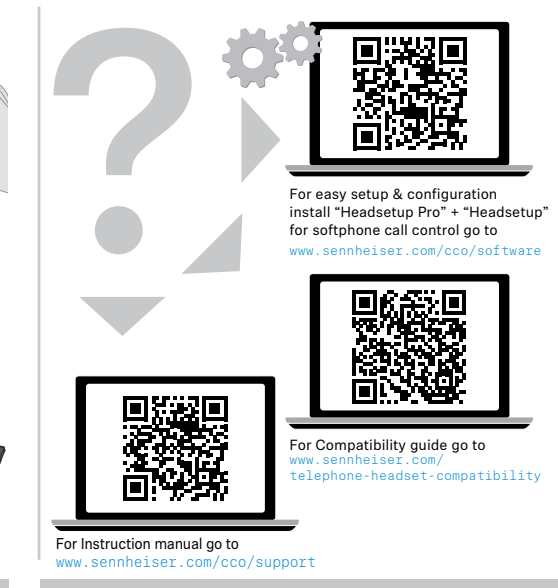 For easy setup & configuration
install “Headsetup Pro” + “Headsetup”
for softphone call control go to
www.sennheiser.com/cco/software
For Compatibility guide go to
www.sennheiser.com/
telephone-headset-compatibility
For Instruction manual go to
www.sennheiser.com/cco/support